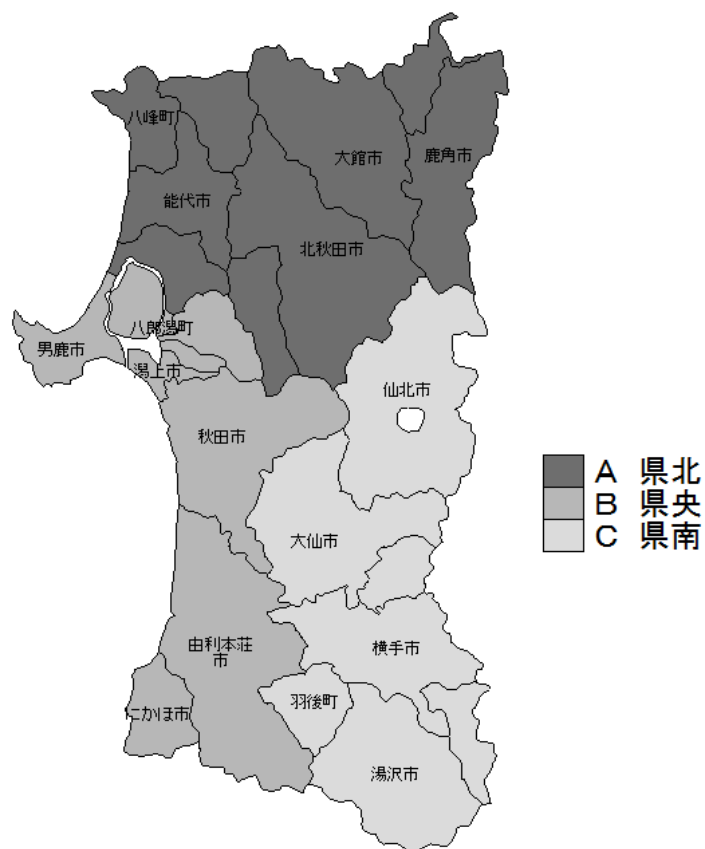 八峰町
大館市
鹿角市
能代市
北秋田市
八郎潟町
男鹿市
潟上市
仙北市
秋田市
大仙市
由利本荘
市
横手市
羽後町
にかほ市
湯沢市
A 県北
B 県央
C 県南